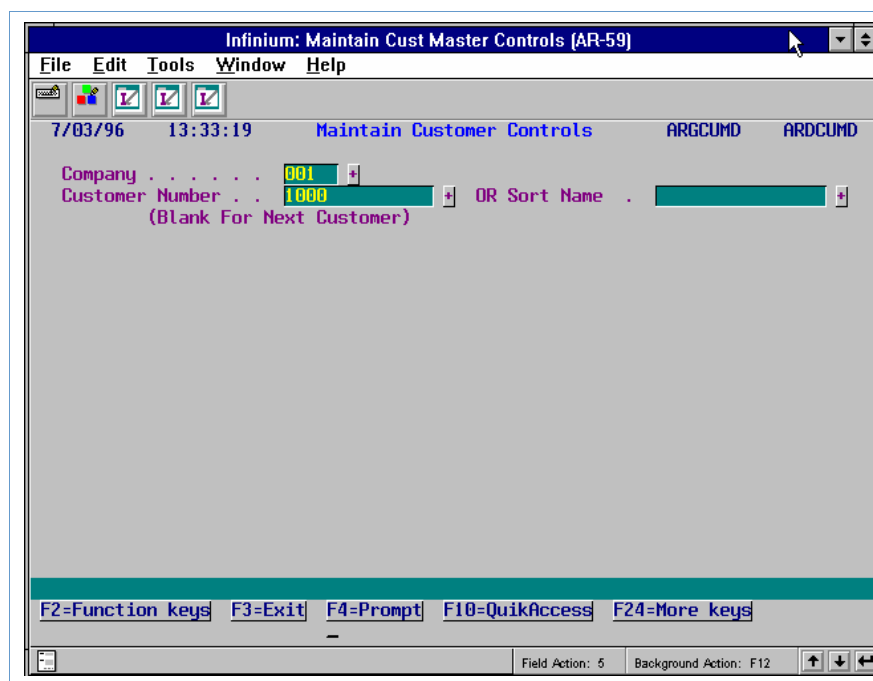 Infinium: Maintain Cust Master Controls (AR-59)
File Edit Tools Window Help
7/03/96 13:33:19 Maintain Customer Controls ARGCUMD ARDCUMD
Company . . . . . . 001 +
Customer Number . . 1000 + OR Sort Name . +
(Blank For Next Customer)
F2=Function keys F3=Exit F4=Prompt F10=QuikAccess F24=More keys
Field Action: 5 Background Action: F12